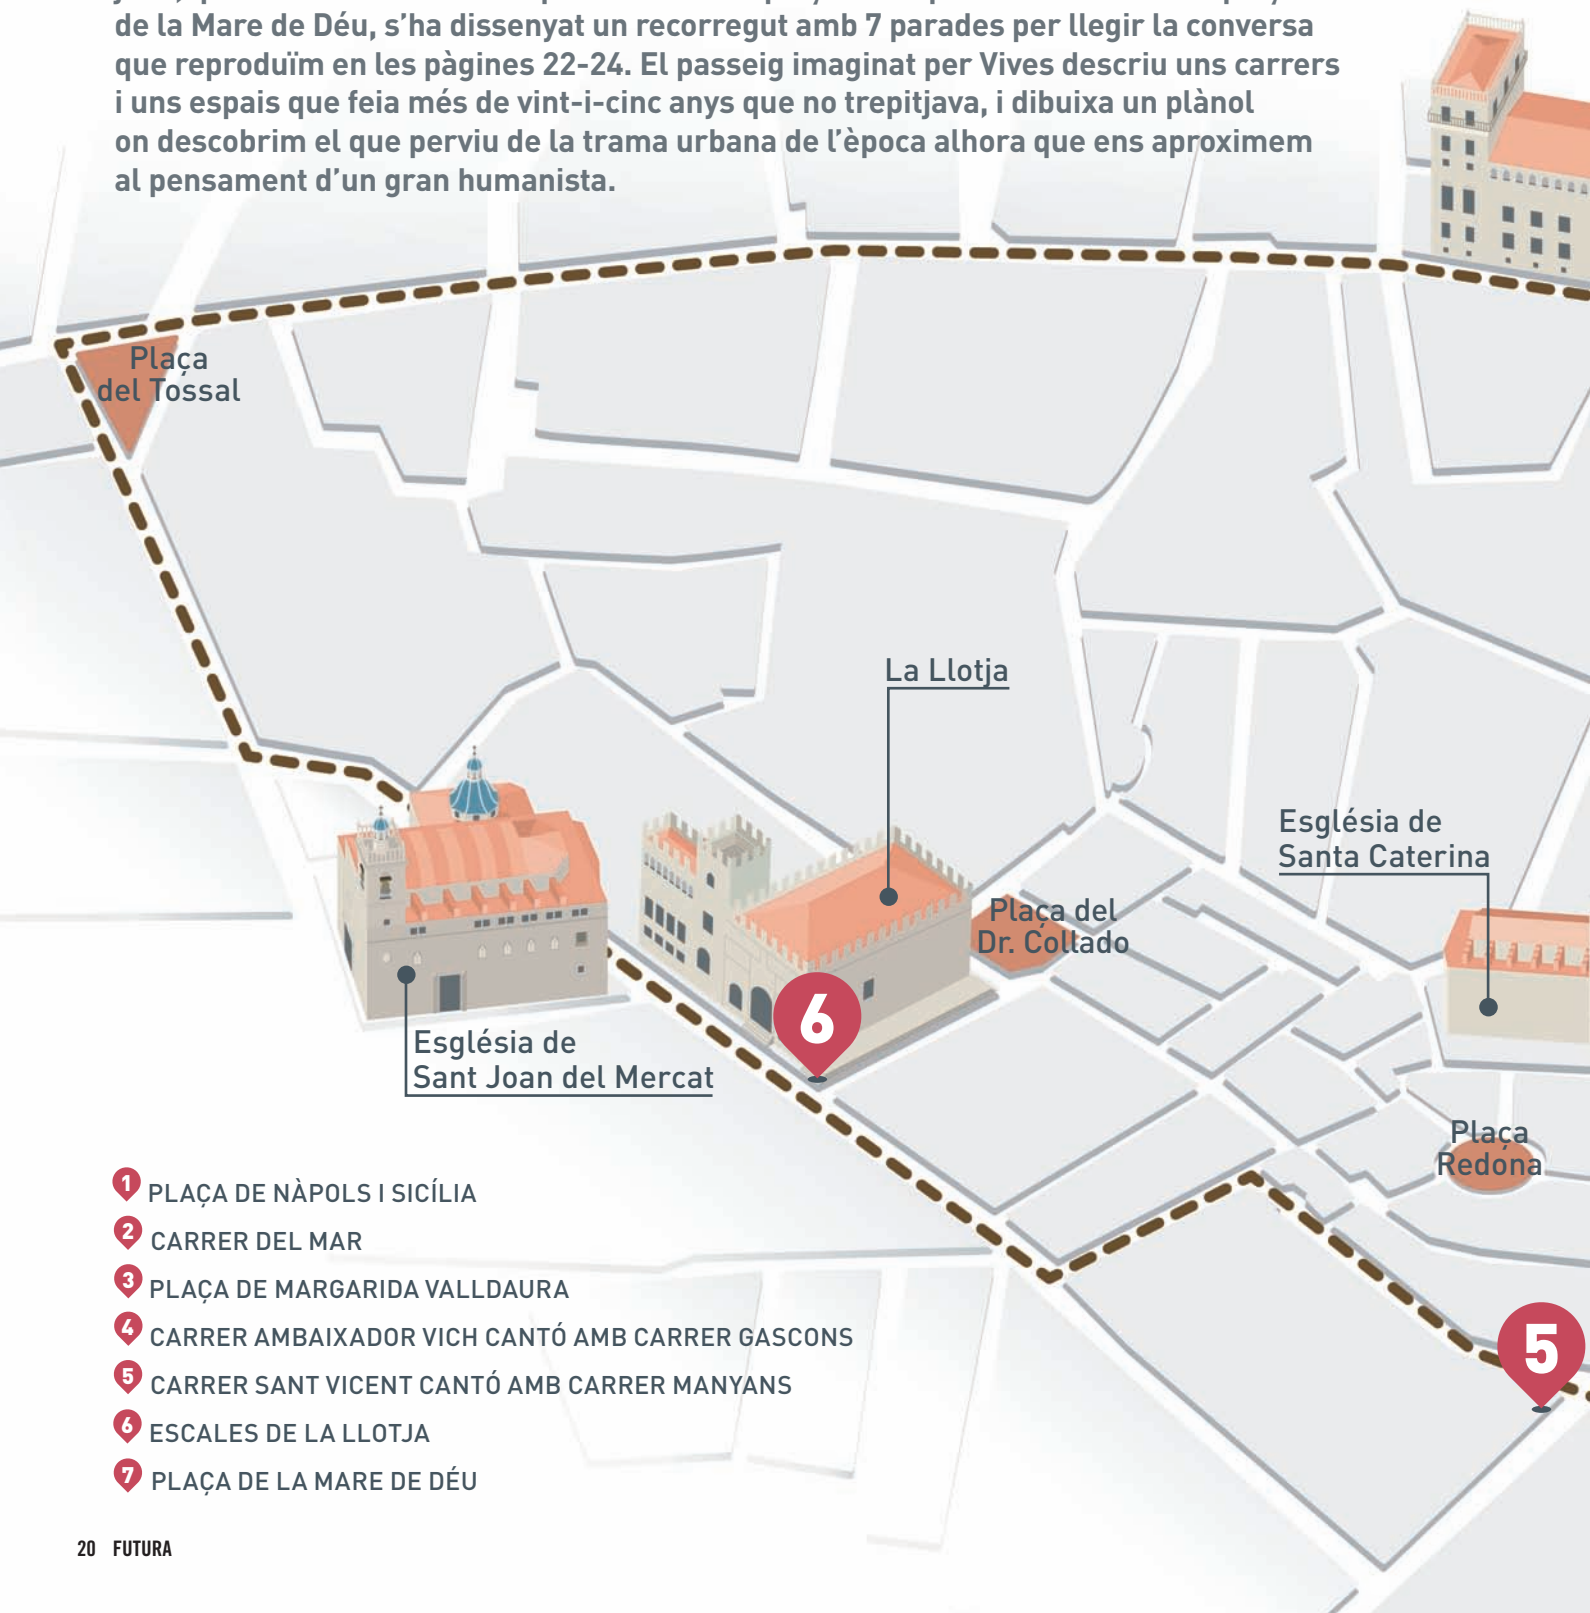 de la Mare de Déu, s’ha dissenyat un recorregut amb 7 parades per llegir la conversa
que reproduïm en les pàgines 22-24. El passeig imaginat per Vives descriu uns carrers
i uns espais que feia més de vint-i-cinc anys que no trepitjava, i dibuixa un plànol
on descobrim el que perviu de la trama urbana de l’època alhora que ens aproximem
al pensament d’un gran humanista.
Plaça
del Tossal
La Llotja
Església de
Santa Caterina
Plaça del
Dr. Collado
6
Església de
Sant Joan del Mercat
Plaça
Redona
5
1 PLAÇA DE NÀPOLS I SICÍLIA
2 CARRER DEL MAR
3 PLAÇA DE MARGARIDA VALLDAURA
4 CARRER AMBAIXADOR VICH CANTÓ AMB CARRER GASCONS
5 CARRER SANT VICENT CANTÓ AMB CARRER MANYANS
6 ESCALES DE LA LLOTJA
7 PLAÇA DE LA MARE DE DÉU
20 FUTURA